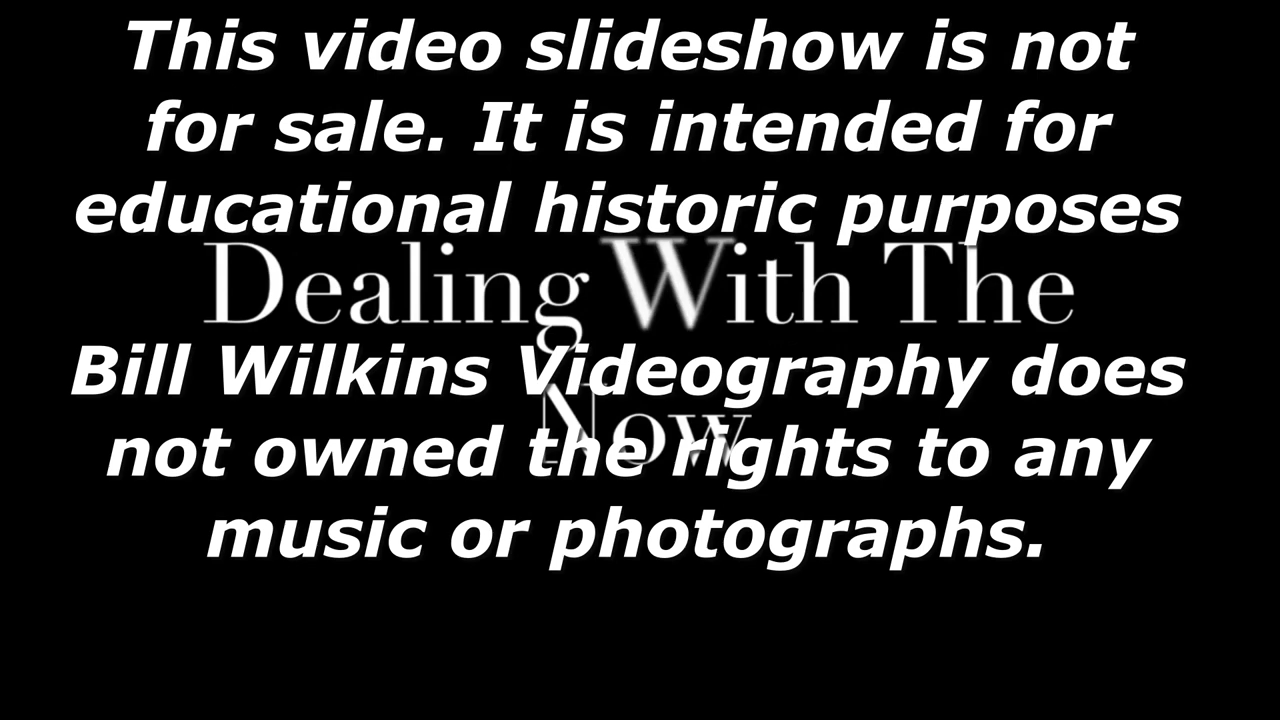 This video slideshow is not
for sale. It is intended for
educational historic purposes
Dealing With The
Bill Wilkins Videography does
Now
not owned the rights to any
music or photographs.